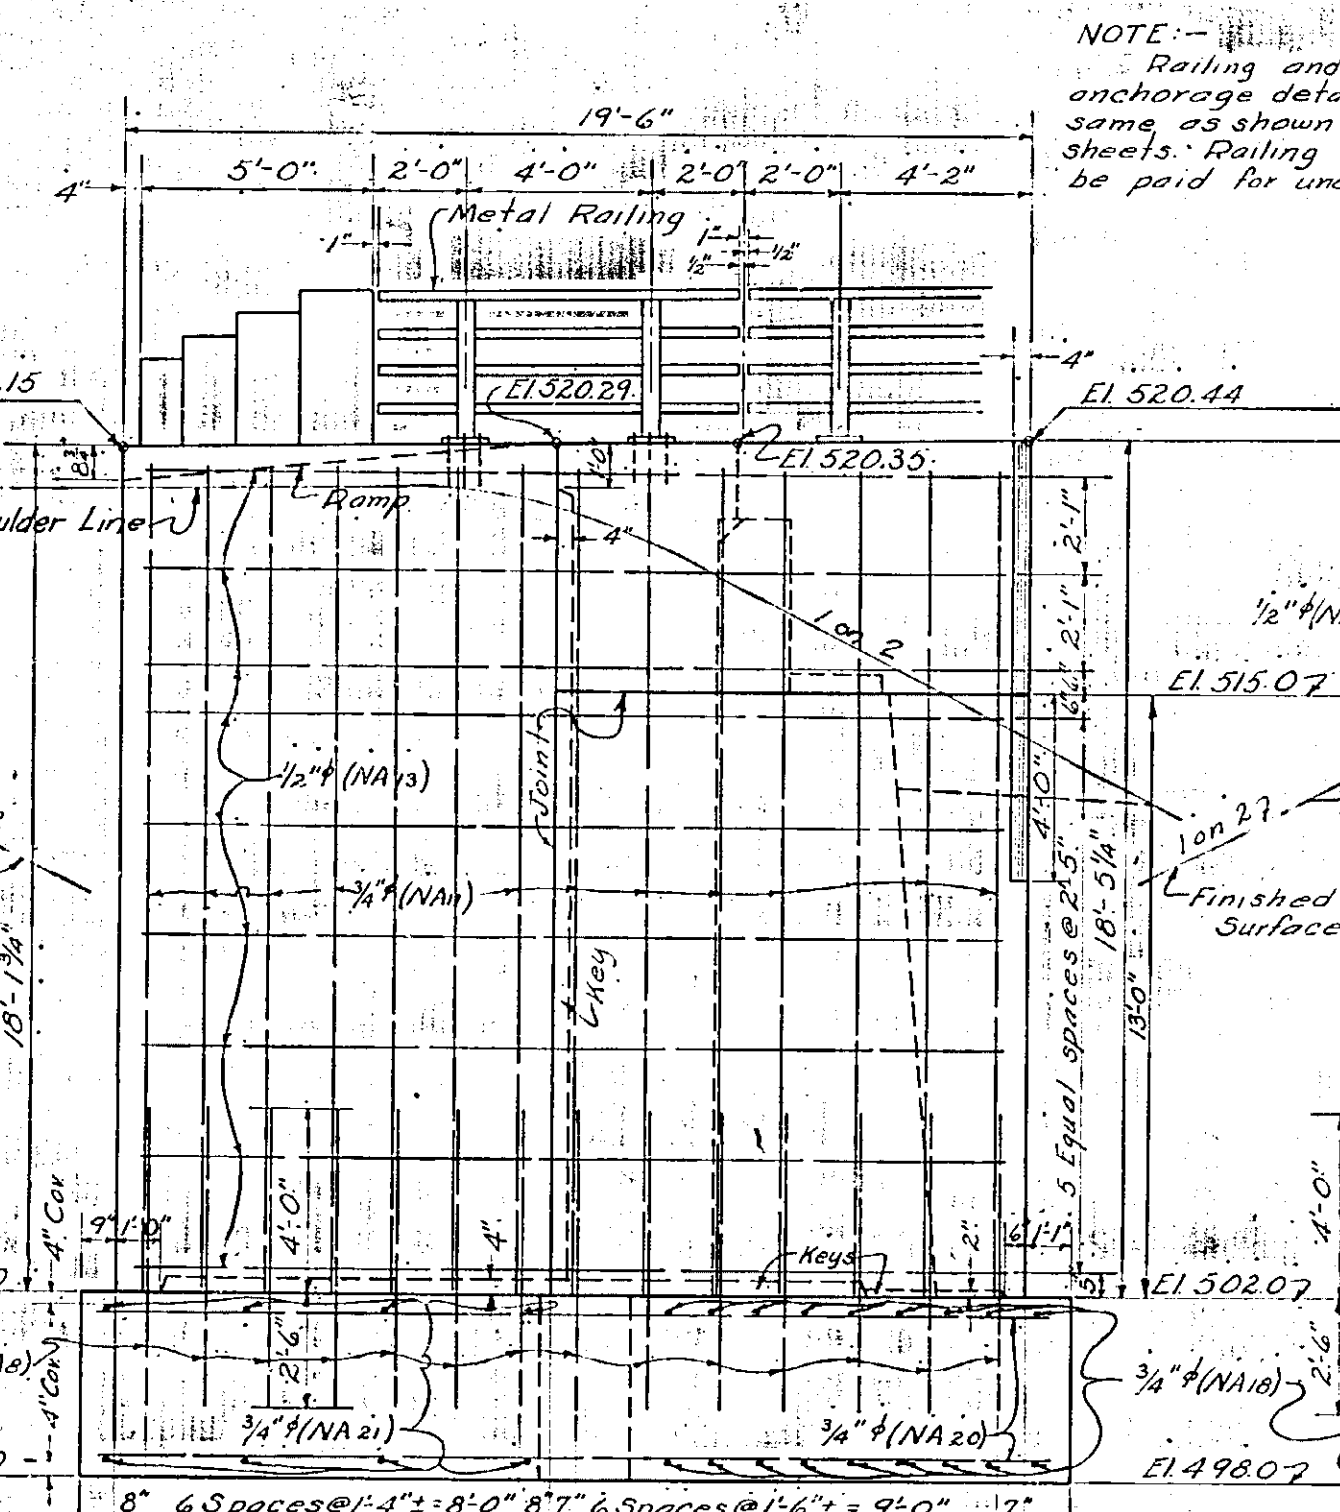 NOTE:-
Railing and
anchorage deta
same as shown
sheets. Railing
be paid for und
19'-6"
4"
5'-0"
2'-0"
4'-0"
2'-0"
2'-0"
4'-2"
Metal Railing
1"
1"
1/2"
1/2"
4"
.15
El. 520.29
El. 520.44
El. 520.35
8 3/4
1'-0"
Ramp
ulder Line
4"
2'-1"
2'-1"
6"
6"
1 on 2
1/2" φ (N
El. 515.07
Joint
1/2" φ (NA13)
4'-0"
1 on 27
3/4" φ (NA11)
Finished
Surface
18'-1 3/4"
Key
5 Equal spaces @ 2'-5"
18'-5 1/4"
13'-0"
4" Cov.
9"
1'-0"
4'-0"
4"
Keys
2"
6"
1'-1"
5"
4'-0"
El. 502.07
2'-6"
2'-6"
A8)
4" Cov.
3/4" φ (NA21)
3/4" φ (NA20)
3/4" φ (NA18)
El. 498.07
8" 6 Spaces @ 1'-4"± = 8'-0" 8" 7" 6 Spaces @ 1'-6"± = 9'-0" 7"